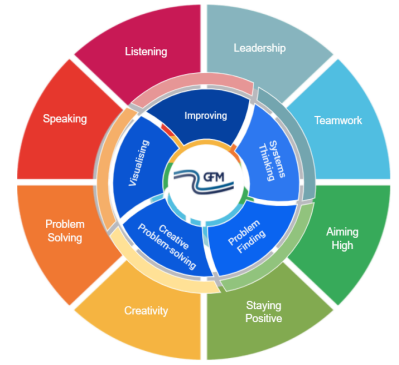 Listening
Leadership
Speaking
Teamwork
Improving
Visualising
Systems
Thinking
GFM
Problem
Solving
Creative
Problem-solving
Problem
Finding
Aiming
High
Creativity
Staying
Positive